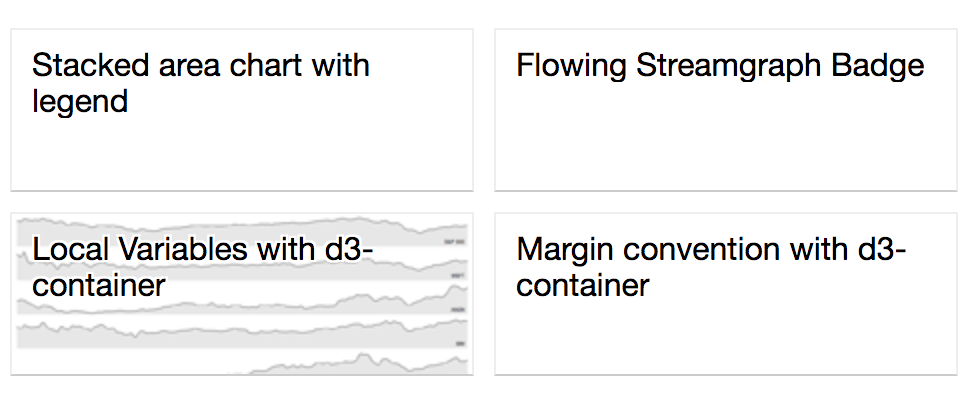 Stacked area chart with
legend
Flowing Streamgraph Badge
Local Variables with d3-
container
Margin convention with d3-
container